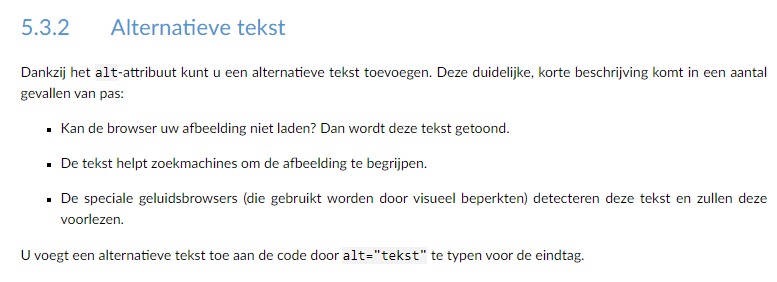 5.3.2 Alternatieve tekst
Dankzij het alt-attribuut kunt u een alternatieve tekst toevoegen. Deze duidelijke, korte beschrijving komt in een aantal
gevallen van pas:
▪ Kan de browser uw afbeelding niet laden? Dan wordt deze tekst getoond.
▪ De tekst helpt zoekmachines om de afbeelding te begrijpen.
▪ De speciale geluidsbrowsers (die gebruikt worden door visueel beperkten) detecteren deze tekst en zullen deze
voorlezen.
U voegt een alternatieve tekst toe aan de code door alt="tekst" te typen voor de eindtag.